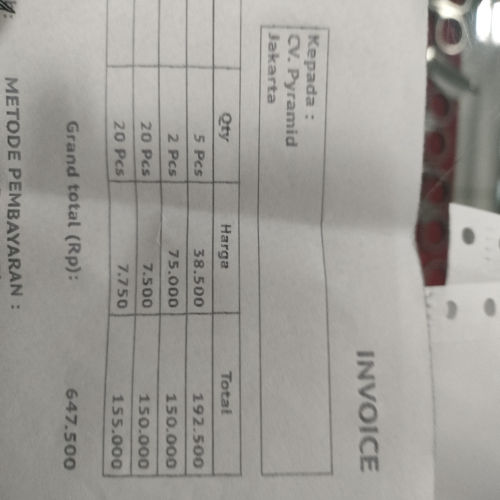 INVOICE
Kepada :
CV. Pyramid
Jakarta
Qty Harga Total
5 Pcs 38.500 192.500
2 Pcs 75.000 150.000
20 Pcs 7.500 150.000
20 Pcs 7.750 155.000
Grand total (Rp): 647.500
METODE PEMBAYARAN :